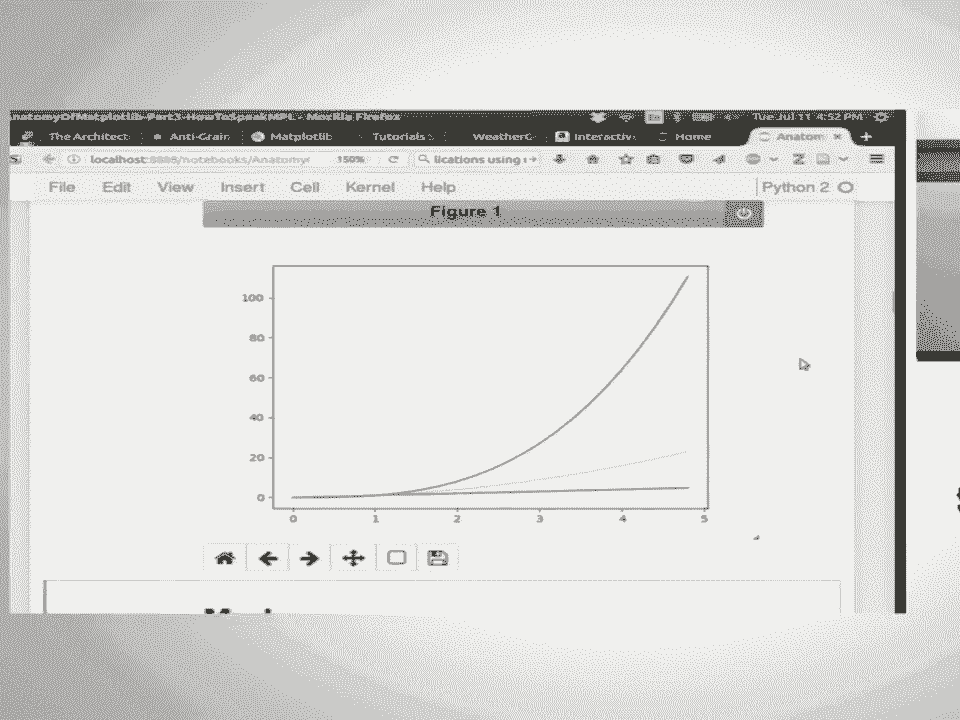 natomyOfMatplotlib-Part3-HowToSpeakMPL - Mozilla Firefox
Tue Jul 11 4:52 PM
The Architect
Anti-Grain
Matplotlib
Tutorials
WeatherC
Interactiv
Home
Anatom
localhost:8888/notebooks/Anatomy
150%
lications using
File Edit View Insert Cell Kernel Help
Python 2
Figure 1
100
80
60
40
20
0
0 1 2 3 4 5